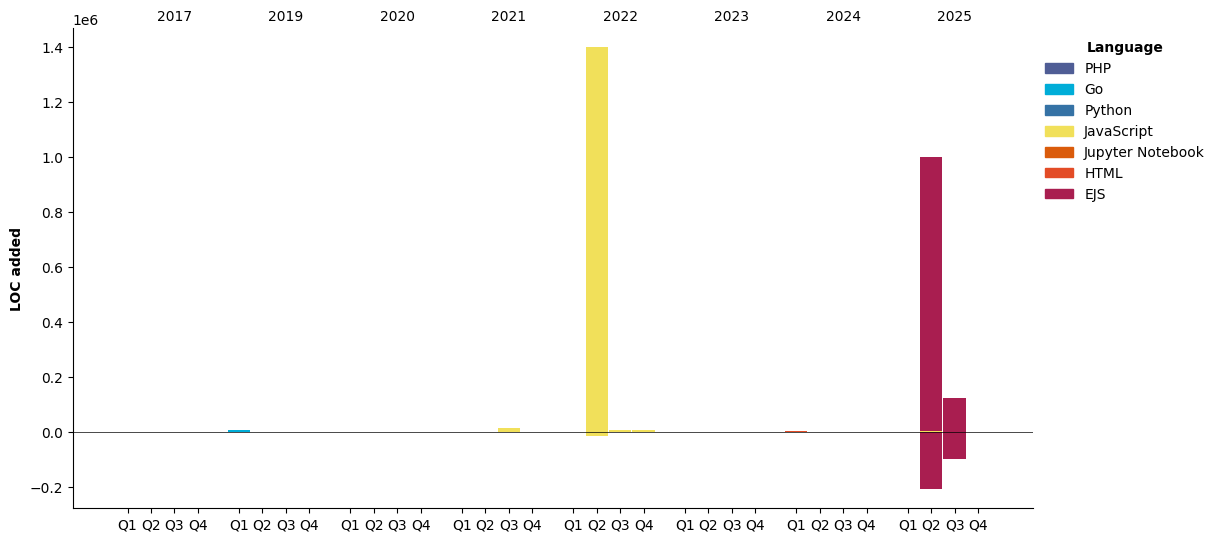 2017 2019 2020 2021 2022 2023 2024 2025
1e6
1.4
1.2
1.0
0.8
0.6
0.4
0.2
0.0
−0.2
LOC added
Q1 Q2 Q3 Q4 Q1 Q2 Q3 Q4 Q1 Q2 Q3 Q4 Q1 Q2 Q3 Q4 Q1 Q2 Q3 Q4 Q1 Q2 Q3 Q4 Q1 Q2 Q3 Q4 Q1 Q2 Q3 Q4
Language
PHP
Go
Python
JavaScript
Jupyter Notebook
HTML
EJS